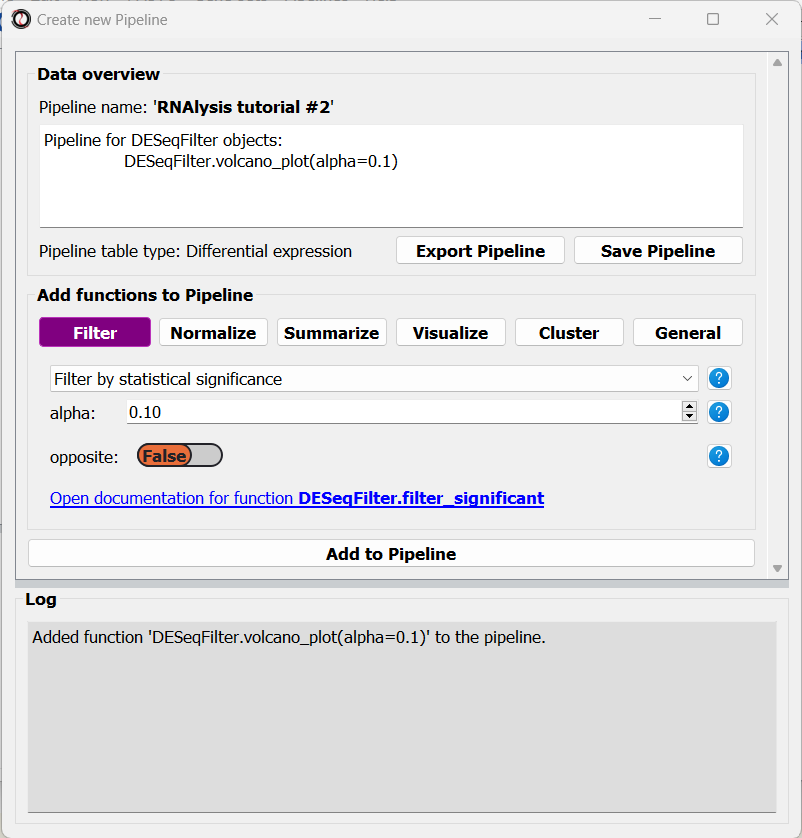 Create new Pipeline
Data overview
Pipeline name: 'RNAlysis tutorial #2'
Pipeline for DESeqFilter objects:
DESeqFilter.volcano_plot(alpha=0.1)
Pipeline table type: Differential expression
Export Pipeline
Save Pipeline
Add functions to Pipeline
Filter
Normalize
Summarize
Visualize
Cluster
General
Filter by statistical significance
?
alpha:
0.10
?
opposite:
False
?
Open documentation for function DESeqFilter.filter_significant
Add to Pipeline
Log
Added function 'DESeqFilter.volcano_plot(alpha=0.1)' to the pipeline.